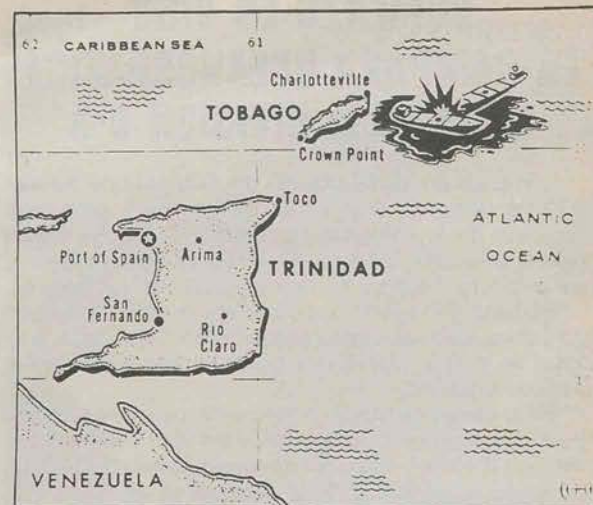 62
CARIBBEAN SEA
61
Charlotteville
TOBAGO
Crown Point
Toco
ATLANTIC
OCEAN
Port of Spain
Arima
TRINIDAD
San
Fernando
Rio
Claro
VENEZUELA